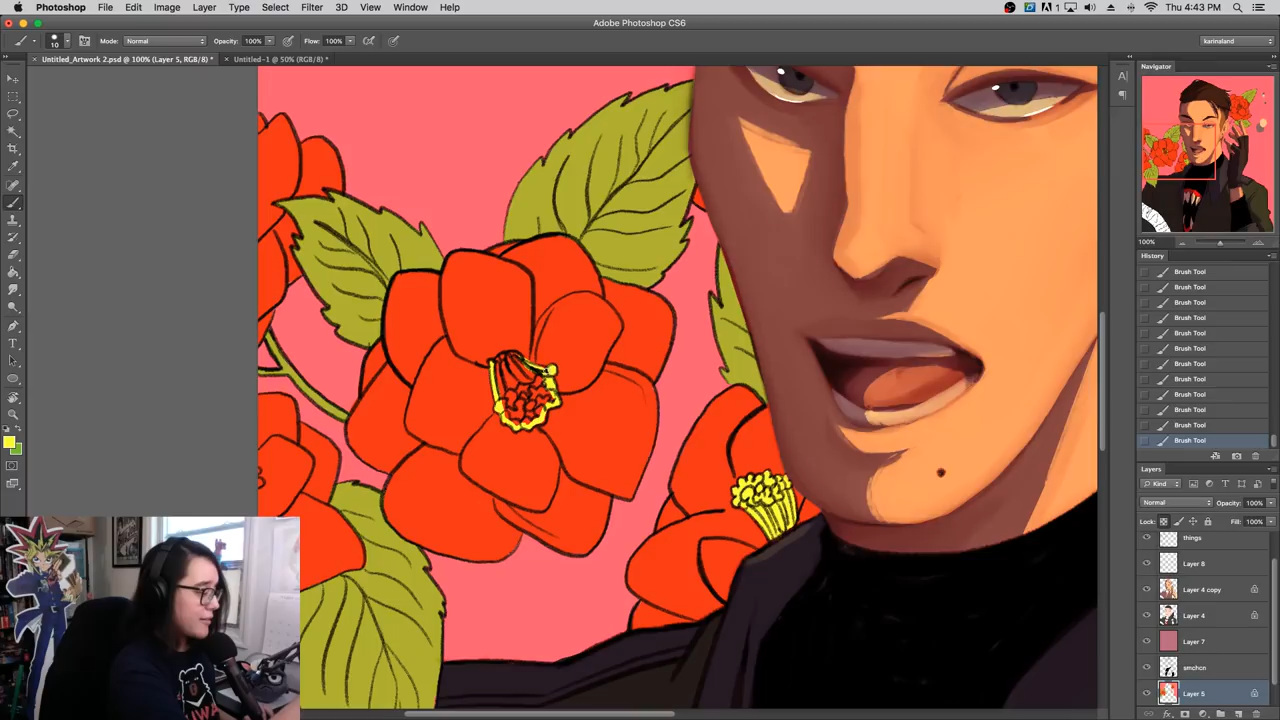 Photoshop File Edit Image Layer Type Select Filter 3D View Window Help
1 Thu 4:43 PM
Adobe Photoshop CS6
10 Mode: Normal Opacity: 100% Flow: 100% karinaland
Untitled_Artwork 2.psd @ 100% (Layer 5, RGB/8) * Untitled-1 @ 50% (RGB/8) *
Navigator
100%
History
Brush Tool
Brush Tool
Brush Tool
Brush Tool
Brush Tool
Brush Tool
Brush Tool
Brush Tool
Brush Tool
Brush Tool
Brush Tool
Brush Tool
Layers
Kind
Normal Opacity: 100%
Lock: Fill: 100%
things
Layer 8
Layer 4 copy
Layer 4
Layer 7
smchcn
Layer 5